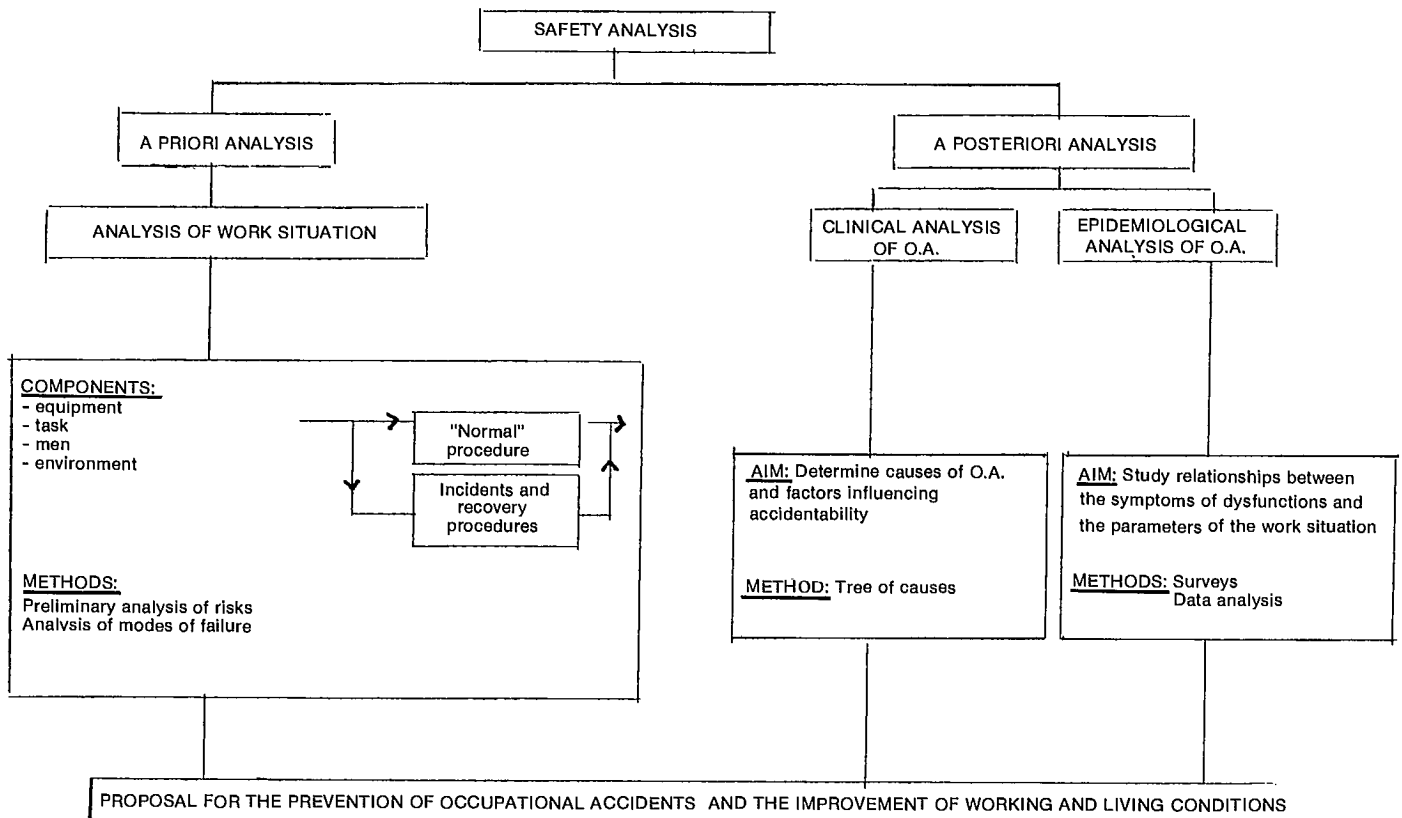 SAFETY ANALYSIS
A PRIORI ANALYSIS
A POSTERIORI ANALYSIS
ANALYSIS OF WORK SITUATION
CLINICAL ANALYSIS
OF O.A.
EPIDEMIOLOGICAL
ANALYSIS OF O.A.
COMPONENTS:
- equipment
- task
- men
- environment
"Normal"
procedure
Incidents and
recovery
procedures
METHODS:
Preliminary analysis of risks
Analysis of modes of failure
AIM: Determine causes of O.A.
and factors influencing
accidentability
METHOD: Tree of causes
AIM: Study relationships between
the symptoms of dysfunctions and
the parameters of the work situation
METHODS: Surveys
Data analysis
PROPOSAL FOR THE PREVENTION OF OCCUPATIONAL ACCIDENTS AND THE IMPROVEMENT OF WORKING AND LIVING CONDITIONS